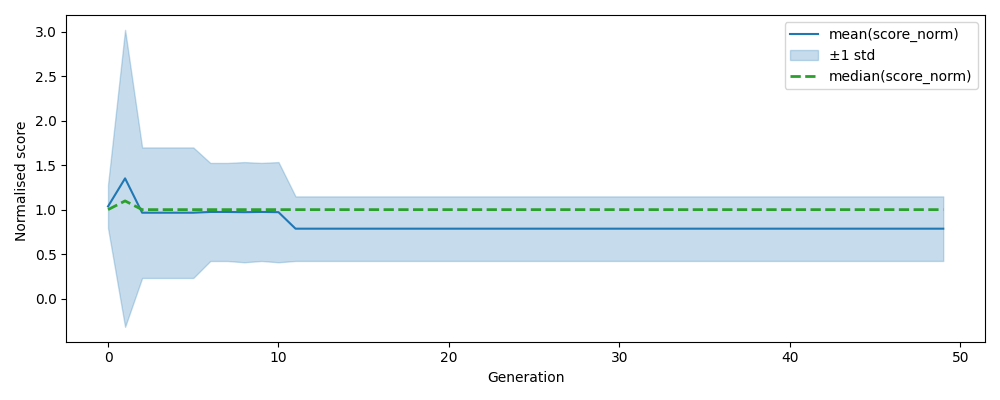 3.0
2.5
2.0
1.5
1.0
0.5
0.0
Normalised score
mean(score_norm)
±1 std
median(score_norm)
0 10 20 30 40 50
Generation